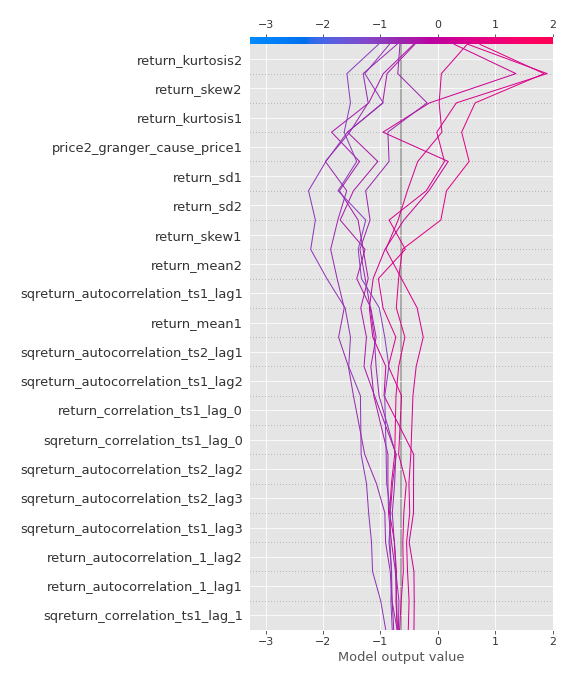 −3 −2 −1 0 1 2
return_kurtosis2
return_skew2
return_kurtosis1
price2_granger_cause_price1
return_sd1
return_sd2
return_skew1
return_mean2
sqreturn_autocorrelation_ts1_lag1
return_mean1
sqreturn_autocorrelation_ts2_lag1
sqreturn_autocorrelation_ts1_lag2
return_correlation_ts1_lag_0
sqreturn_correlation_ts1_lag_0
sqreturn_autocorrelation_ts2_lag2
sqreturn_autocorrelation_ts2_lag3
sqreturn_autocorrelation_ts1_lag3
return_autocorrelation_1_lag2
return_autocorrelation_1_lag1
sqreturn_correlation_ts1_lag_1
−3 −2 −1 0 1 2
Model output value